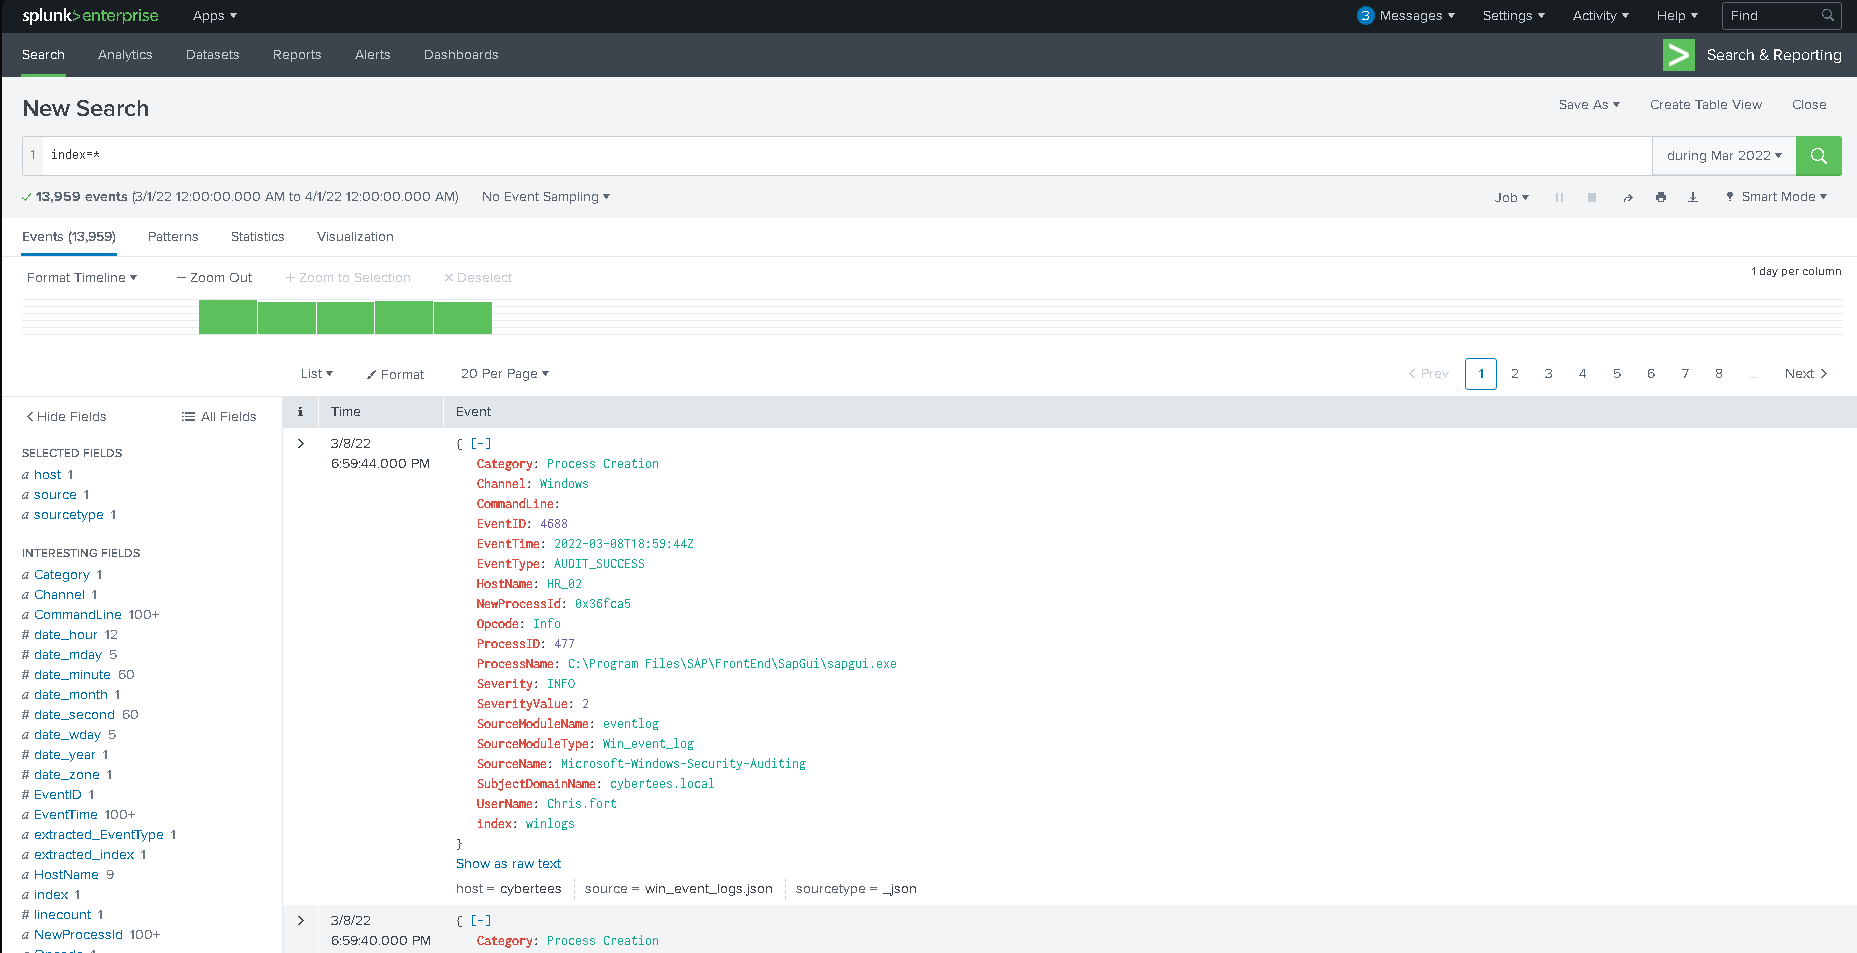 splunk>enterprise Apps ▾ 3 Messages ▾ Settings ▾ Activity ▾ Help ▾ Find
Search Analytics Datasets Reports Alerts Dashboards > Search & Reporting
New Search Save As ▾ Create Table View Close
1 index=* during Mar 2022 ▾
✓ 13,959 events (3/1/22 12:00:00.000 AM to 4/1/22 12:00:00.000 AM) No Event Sampling ▾ Job ▾ Smart Mode ▾
Events (13,959) Patterns Statistics Visualization
Format Timeline ▾ — Zoom Out + Zoom to Selection × Deselect 1 day per column
List ▾ Format 20 Per Page ▾ < Prev 1 2 3 4 5 6 7 8 ... Next >
< Hide Fields All Fields
SELECTED FIELDS
a host 1
a source 1
a sourcetype 1
INTERESTING FIELDS
a Category 1
a Channel 1
a CommandLine 100+
# date_hour 12
# date_mday 5
# date_minute 60
a date_month 1
# date_second 60
a date_wday 5
# date_year 1
# date_zone 1
# EventID 1
a EventTime 100+
a extracted_EventType 1
a extracted_index 1
a HostName 9
a index 1
# linecount 1
a NewProcessId 100+
a Opcode 1
i Time Event
> 3/8/22
6:59:44.000 PM
{ [-]
Category: Process Creation
Channel: Windows
CommandLine:
EventID: 4688
EventTime: 2022-03-08T18:59:44Z
EventType: AUDIT_SUCCESS
HostName: HR_02
NewProcessId: 0x36fca5
Opcode: Info
ProcessID: 477
ProcessName: C:\Program Files\SAP\FrontEnd\SapGui\sapgui.exe
Severity: INFO
SeverityValue: 2
SourceModuleName: eventlog
SourceModuleType: Win_event_log
SourceName: Microsoft-Windows-Security-Auditing
SubjectDomainName: cybertees.local
UserName: Chris.fort
index: winlogs
}
Show as raw text
host = cybertees source = win_event_logs.json sourcetype = _json
> 3/8/22
6:59:40.000 PM
{ [-]
Category: Process Creation